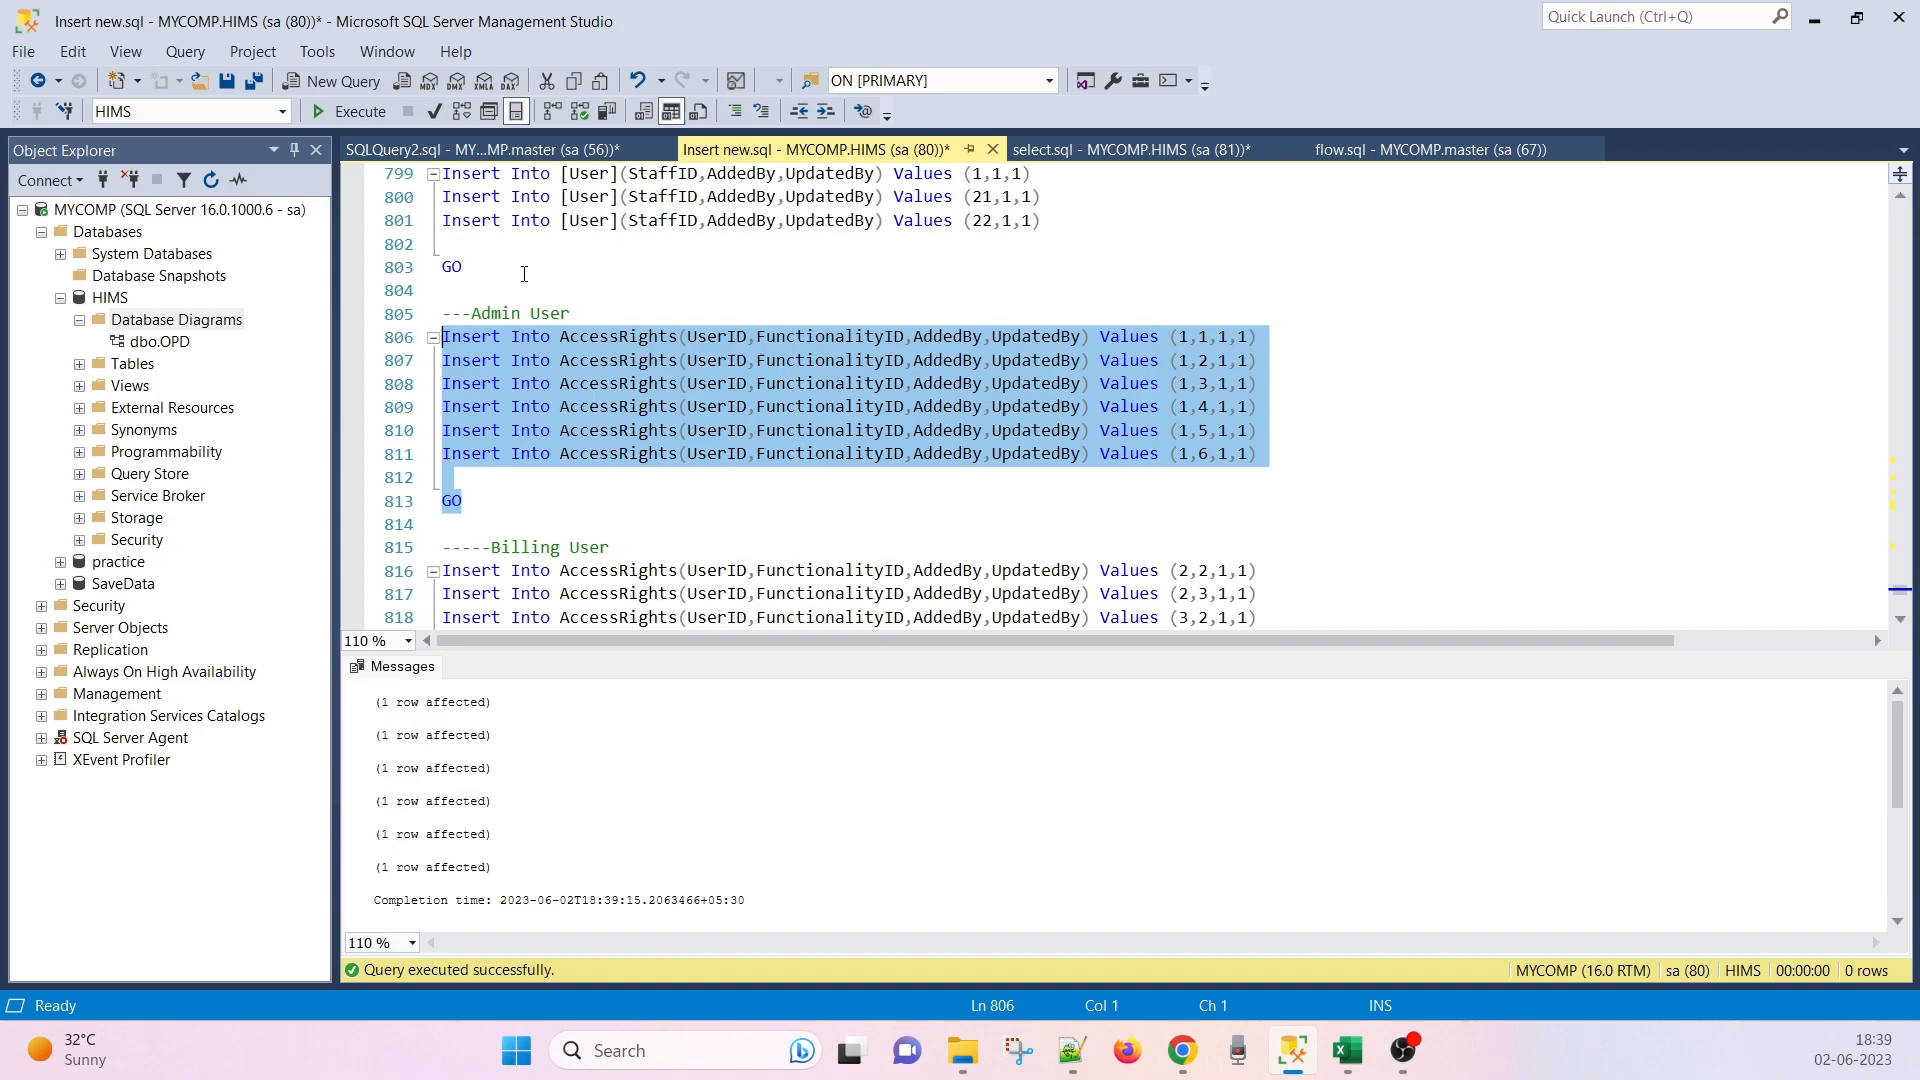 Insert new.sql - MYCOMP.HIMS (sa (80))* - Microsoft SQL Server Management Studio
Quick Launch (Ctrl+Q)
File Edit View Query Project Tools Window Help
New Query
MDX DMX XMLA DAX
ON [PRIMARY]
HIMS
Execute
Object Explorer
SQLQuery2.sql - MY...MP.master (sa (56))*
Insert new.sql - MYCOMP.HIMS (sa (80))*
select.sql - MYCOMP.HIMS (sa (81))*
flow.sql - MYCOMP.master (sa (67))
Connect
MYCOMP (SQL Server 16.0.1000.6 - sa)
Databases
System Databases
Database Snapshots
HIMS
Database Diagrams
dbo.OPD
Tables
Views
External Resources
Synonyms
Programmability
Query Store
Service Broker
Storage
Security
practice
SaveData
Security
Server Objects
Replication
Always On High Availability
Management
Integration Services Catalogs
SQL Server Agent
XEvent Profiler
799 Insert Into [User](StaffID,AddedBy,UpdatedBy) Values (1,1,1)
800 Insert Into [User](StaffID,AddedBy,UpdatedBy) Values (21,1,1)
801 Insert Into [User](StaffID,AddedBy,UpdatedBy) Values (22,1,1)
802
803 GO
804
805 ---Admin User
806 Insert Into AccessRights(UserID,FunctionalityID,AddedBy,UpdatedBy) Values (1,1,1,1)
807 Insert Into AccessRights(UserID,FunctionalityID,AddedBy,UpdatedBy) Values (1,2,1,1)
808 Insert Into AccessRights(UserID,FunctionalityID,AddedBy,UpdatedBy) Values (1,3,1,1)
809 Insert Into AccessRights(UserID,FunctionalityID,AddedBy,UpdatedBy) Values (1,4,1,1)
810 Insert Into AccessRights(UserID,FunctionalityID,AddedBy,UpdatedBy) Values (1,5,1,1)
811 Insert Into AccessRights(UserID,FunctionalityID,AddedBy,UpdatedBy) Values (1,6,1,1)
812
813 GO
814
815 -----Billing User
816 Insert Into AccessRights(UserID,FunctionalityID,AddedBy,UpdatedBy) Values (2,2,1,1)
817 Insert Into AccessRights(UserID,FunctionalityID,AddedBy,UpdatedBy) Values (2,3,1,1)
818 Insert Into AccessRights(UserID,FunctionalityID,AddedBy,UpdatedBy) Values (3,2,1,1)
110 %
Messages
(1 row affected)
(1 row affected)
(1 row affected)
(1 row affected)
(1 row affected)
(1 row affected)
Completion time: 2023-06-02T18:39:15.2063466+05:30
110 %
Query executed successfully.
MYCOMP (16.0 RTM) sa (80) HIMS 00:00:00 0 rows
Ready
Ln 806 Col 1 Ch 1 INS
32°C
Sunny
Search
18:39
02-06-2023